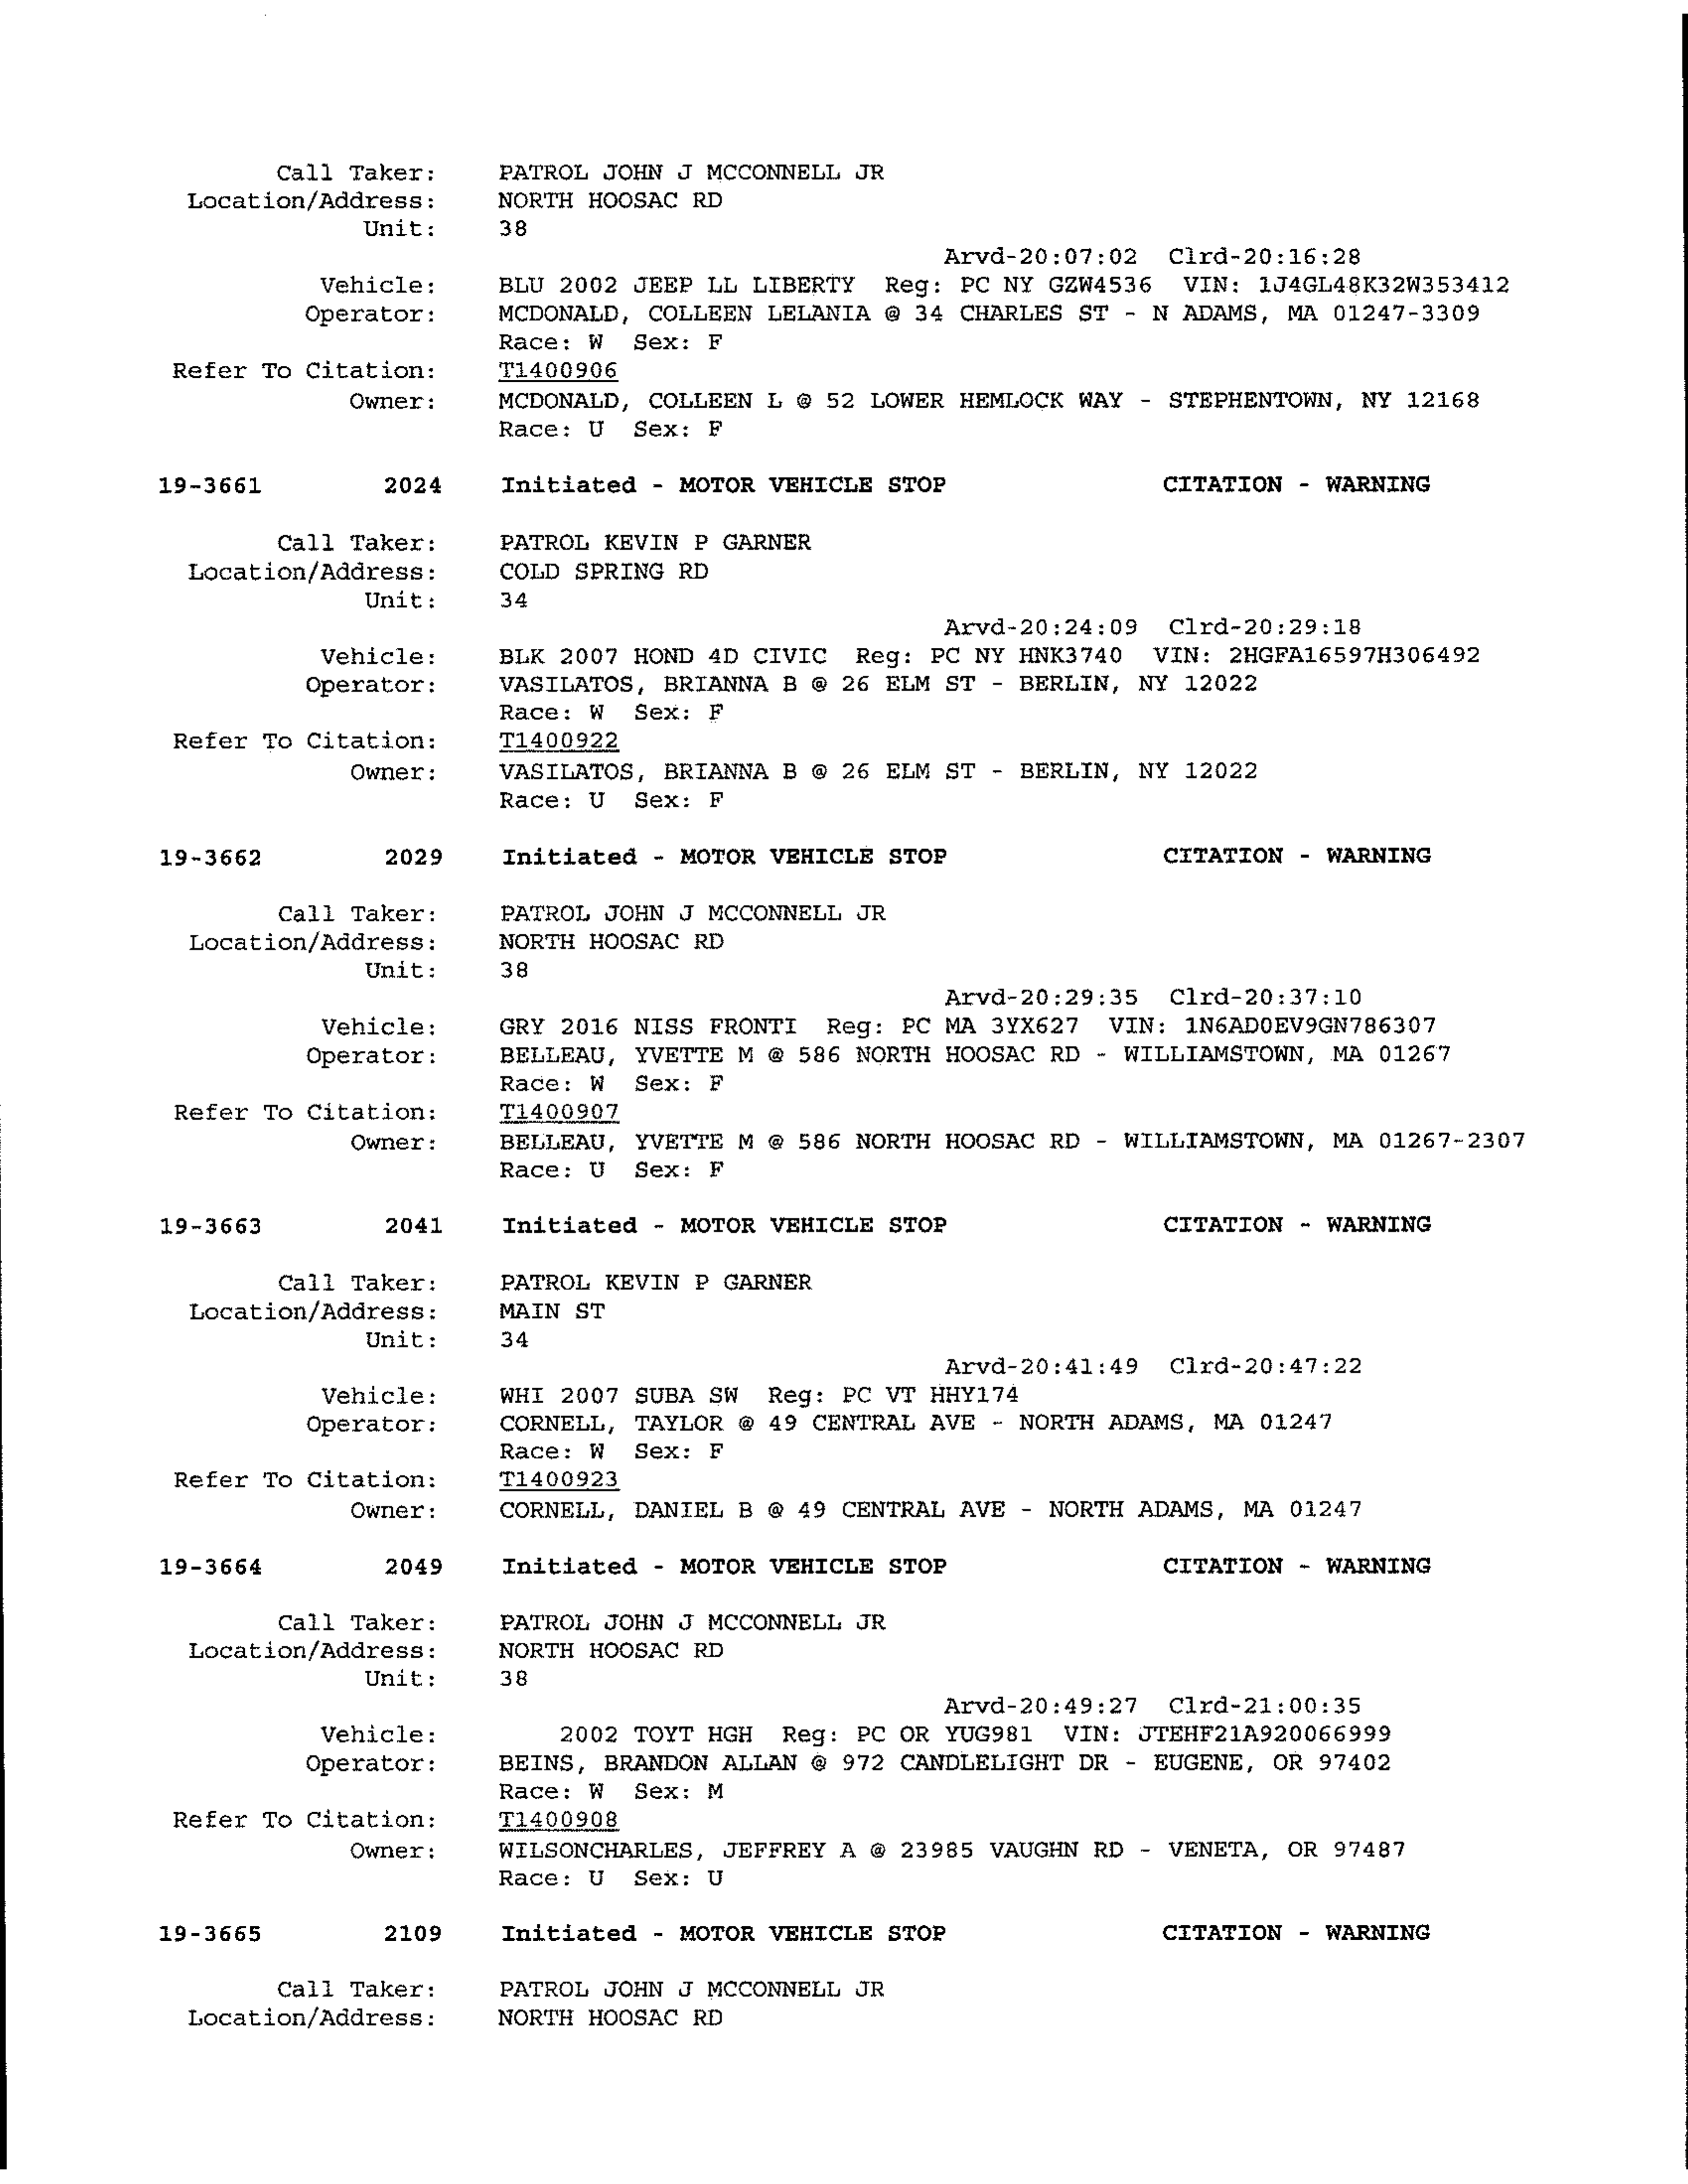 Call Taker: PATROL JOHN J MCCONNELL JR
Location/Address: NORTH HOOSAC RD
Unit: 38
Arvd-20:07:02 Clrd-20:16:28
Vehicle: BLU 2002 JEEP LL LIBERTY Reg: PC NY GZW4536 VIN: 1J4GL48K32W353412
Operator: MCDONALD, COLLEEN LELANIA @ 34 CHARLES ST - N ADAMS, MA 01247-3309
Race: W Sex: F
Refer To Citation: T1400906
Owner: MCDONALD, COLLEEN L @ 52 LOWER HEMLOCK WAY - STEPHENTOWN, NY 12168
Race: U Sex: F
19-3661 2024 Initiated - MOTOR VEHICLE STOP CITATION - WARNING
Call Taker: PATROL KEVIN P GARNER
Location/Address: COLD SPRING RD
Unit: 34
Arvd-20:24:09 Clrd-20:29:18
Vehicle: BLK 2007 HOND 4D CIVIC Reg: PC NY HNK3740 VIN: 2HGFA16597H306492
Operator: VASILATOS, BRIANNA B @ 26 ELM ST - BERLIN, NY 12022
Race: W Sex: F
Refer To Citation: T1400922
Owner: VASILATOS, BRIANNA B @ 26 ELM ST - BERLIN, NY 12022
Race: U Sex: F
19-3662 2029 Initiated - MOTOR VEHICLE STOP CITATION - WARNING
Call Taker: PATROL JOHN J MCCONNELL JR
Location/Address: NORTH HOOSAC RD
Unit: 38
Arvd-20:29:35 Clrd-20:37:10
Vehicle: GRY 2016 NISS FRONTI Reg: PC MA 3YX627 VIN: 1N6AD0EV9GN786307
Operator: BELLEAU, YVETTE M @ 586 NORTH HOOSAC RD - WILLIAMSTOWN, MA 01267
Race: W Sex: F
Refer To Citation: T1400907
Owner: BELLEAU, YVETTE M @ 586 NORTH HOOSAC RD - WILLIAMSTOWN, MA 01267-2307
Race: U Sex: F
19-3663 2041 Initiated - MOTOR VEHICLE STOP CITATION - WARNING
Call Taker: PATROL KEVIN P GARNER
Location/Address: MAIN ST
Unit: 34
Arvd-20:41:49 Clrd-20:47:22
Vehicle: WHI 2007 SUBA SW Reg: PC VT HHY174
Operator: CORNELL, TAYLOR @ 49 CENTRAL AVE - NORTH ADAMS, MA 01247
Race: W Sex: F
Refer To Citation: T1400923
Owner: CORNELL, DANIEL B @ 49 CENTRAL AVE - NORTH ADAMS, MA 01247
19-3664 2049 Initiated - MOTOR VEHICLE STOP CITATION - WARNING
Call Taker: PATROL JOHN J MCCONNELL JR
Location/Address: NORTH HOOSAC RD
Unit: 38
Arvd-20:49:27 Clrd-21:00:35
Vehicle: 2002 TOYT HGH Reg: PC OR YUG981 VIN: JTEHF21A920066999
Operator: BEINS, BRANDON ALLAN @ 972 CANDLELIGHT DR - EUGENE, OR 97402
Race: W Sex: M
Refer To Citation: T1400908
Owner: WILSONCHARLES, JEFFREY A @ 23985 VAUGHN RD - VENETA, OR 97487
Race: U Sex: U
19-3665 2109 Initiated - MOTOR VEHICLE STOP CITATION - WARNING
Call Taker: PATROL JOHN J MCCONNELL JR
Location/Address: NORTH HOOSAC RD